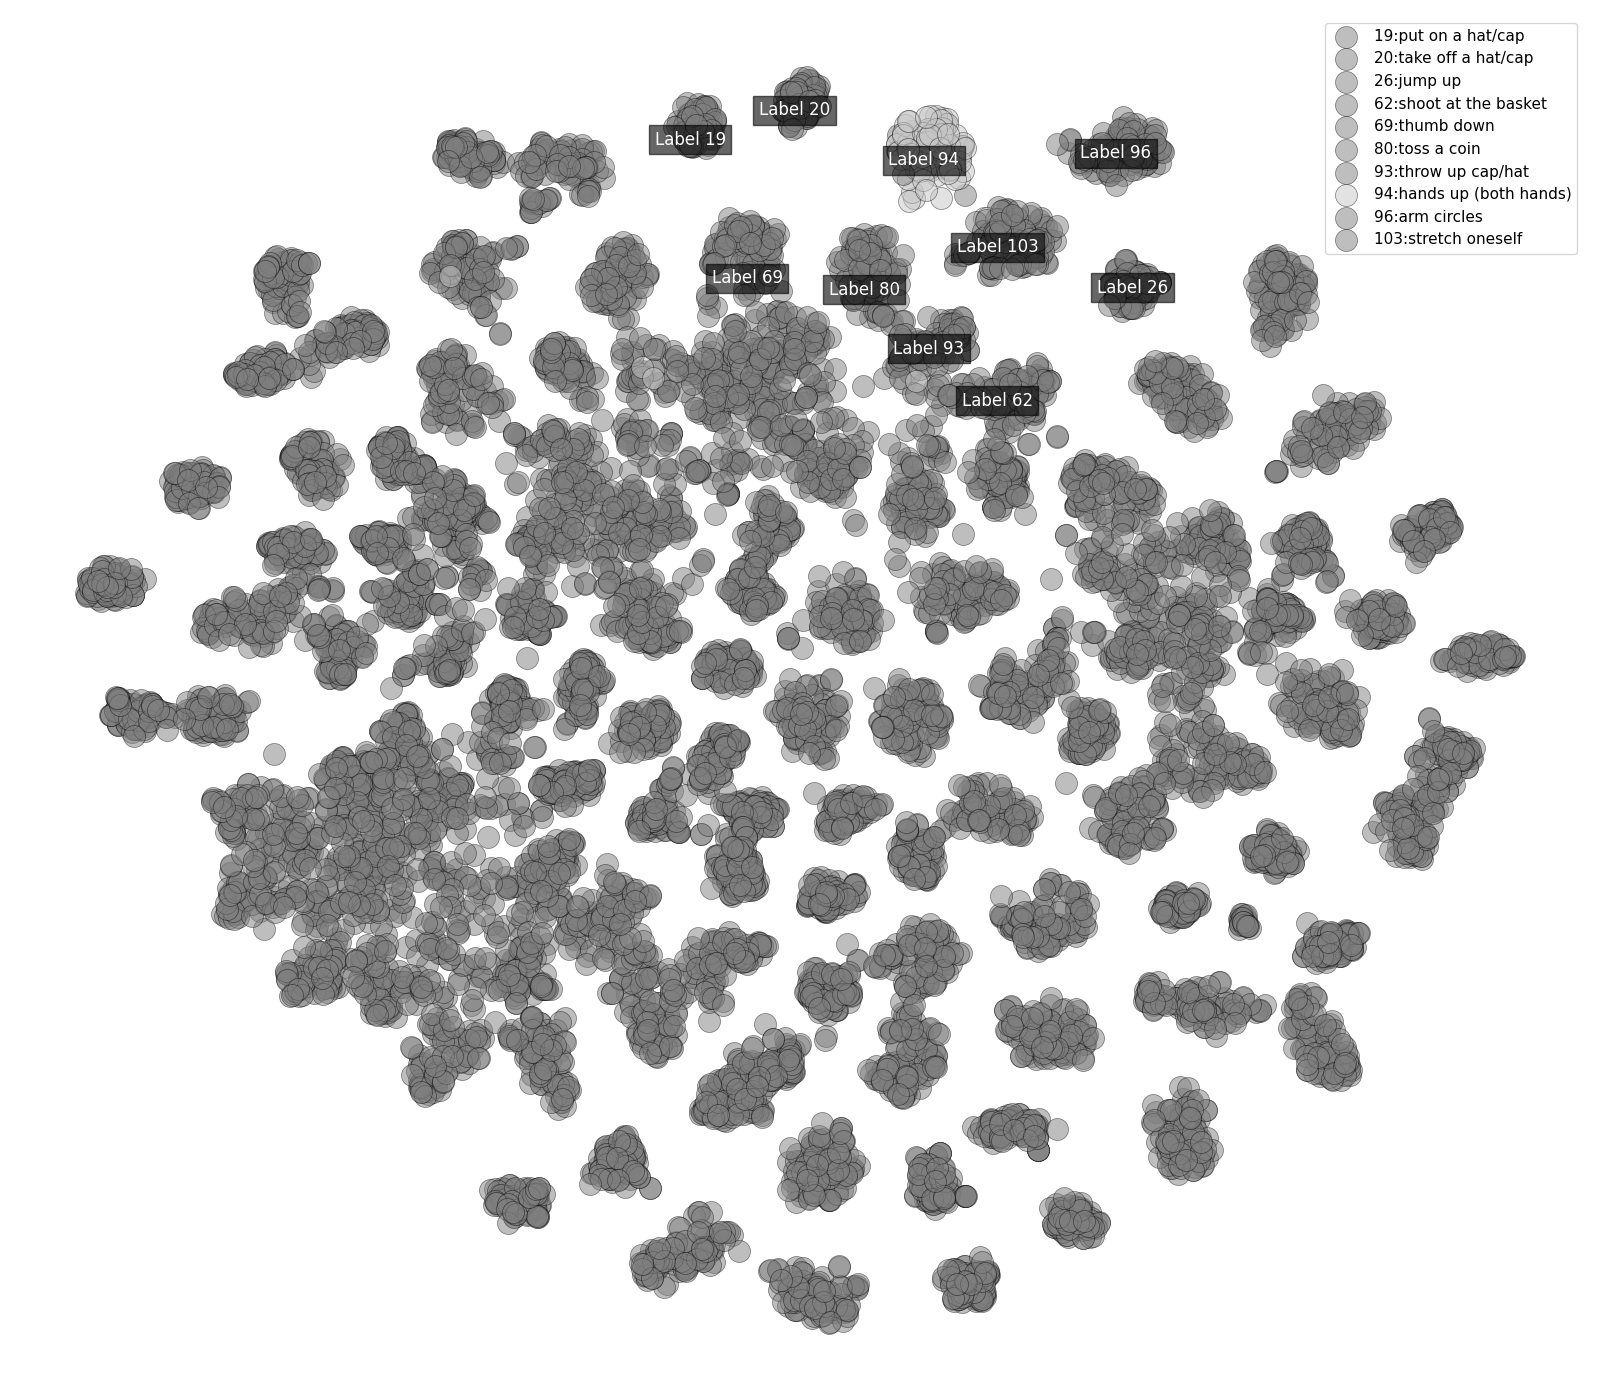 19:put on a hat/cap
20:take off a hat/cap
26:jump up
62:shoot at the basket
69:thumb down
80:toss a coin
93:throw up cap/hat
94:hands up (both hands)
96:arm circles
103:stretch oneself
Label 20
Label 19
Label 94
Label 96
Label 103
Label 69
Label 80
Label 26
Label 93
Label 62